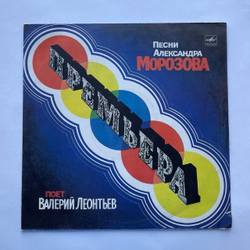 Песни
Александра
Морозова
ПРЕМЬЕРА
поет
Валерий Леонтьев